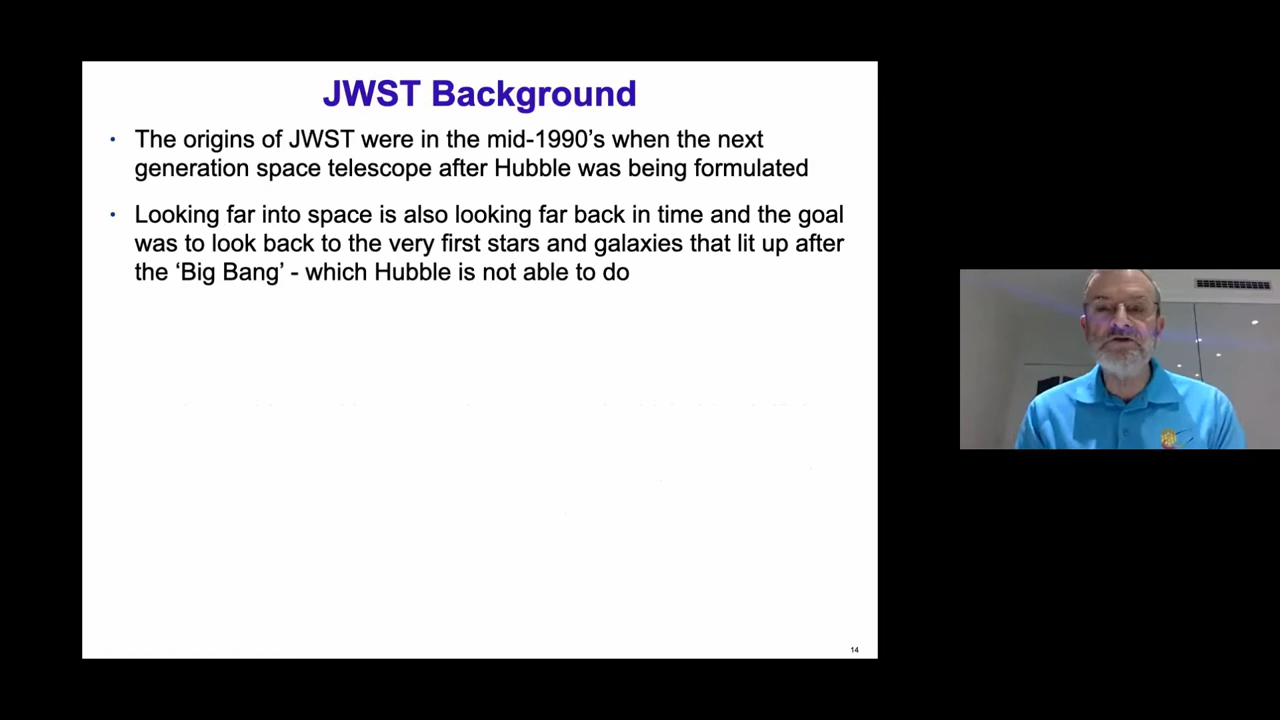 JWST Background
• The origins of JWST were in the mid-1990's when the next
generation space telescope after Hubble was being formulated
• Looking far into space is also looking far back in time and the goal
was to look back to the very first stars and galaxies that lit up after
the ‘Big Bang’ - which Hubble is not able to do
14